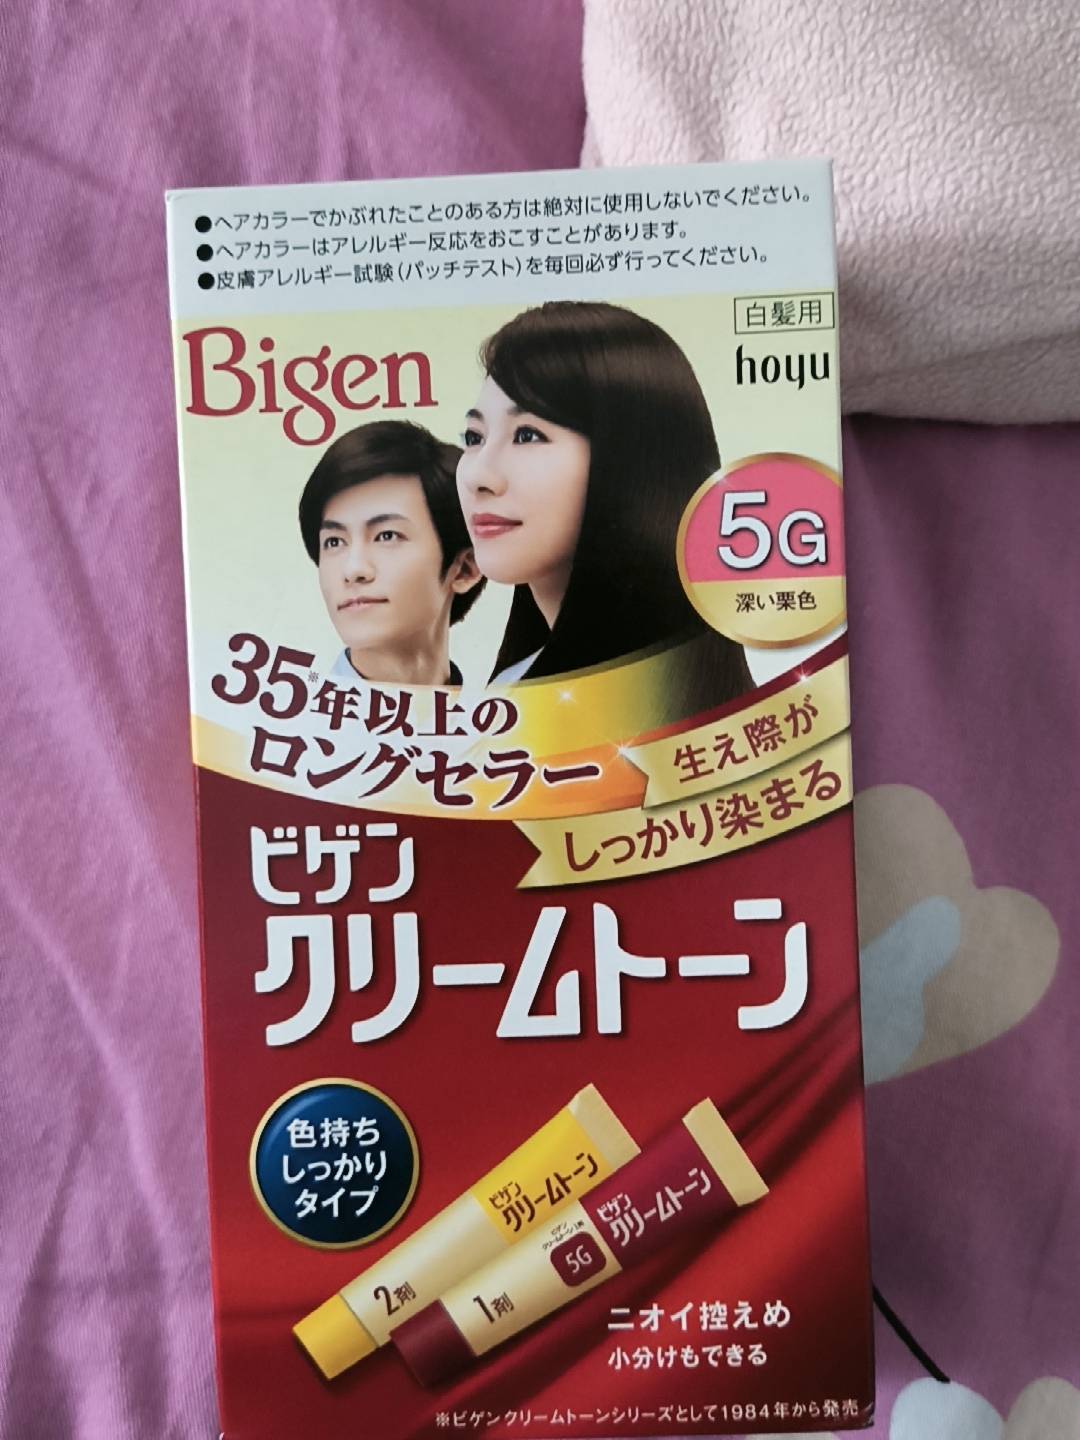 ●ヘアカラーでかぶれたことのある方は絶対に使用しないでください。
●ヘアカラーはアレルギー反応をおこすことがあります。
●皮膚アレルギー試験(パッチテスト)を毎回必ず行ってください。
白髪用
Bigen
hoyu
5G
深い栗色
35※年以上の
ロングセラー
生え際が
しっかり染まる
ビゲン
クリームトーン
色持ち
しっかり
タイプ
ビゲン
クリームトーン
2剤
ビゲン
クリームトーン
5G
1剤
ニオイ控えめ
小分けもできる
※ビゲンクリームトーンシリーズとして1984年から発売